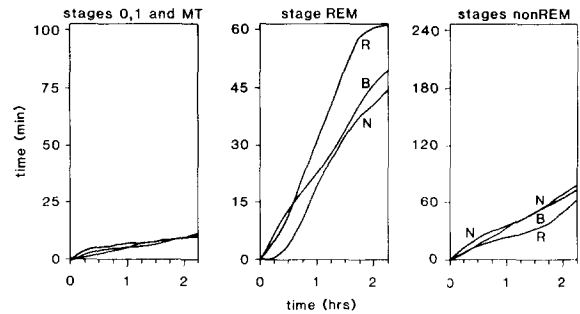 stages 0,1 and MT
stage REM
stages nonREM
time (min)
100
75
50
25
0
0
1
2
60
45
30
15
0
R
B
N
0
1
2
240
180
120
60
0
N
N
B
R
0
1
2
time (hrs)